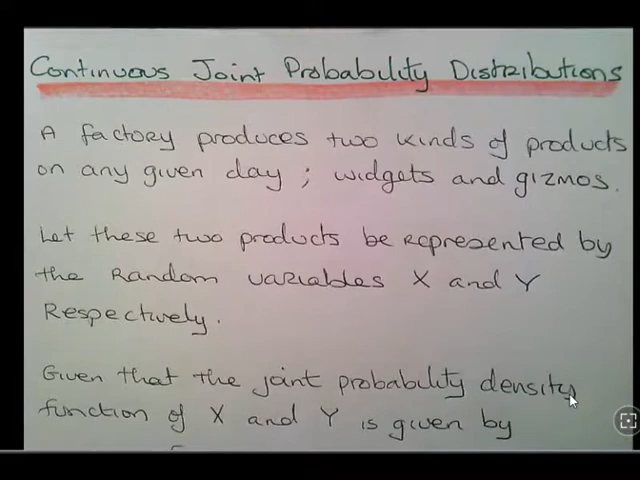 Continuous Joint Probability Distributions
A factory produces two kinds of products
on any given day ; widgets and gizmos.
Let these two products be represented by
the Random variables X and Y
Respectively.
Given that the joint probability density
function of X and Y is given by